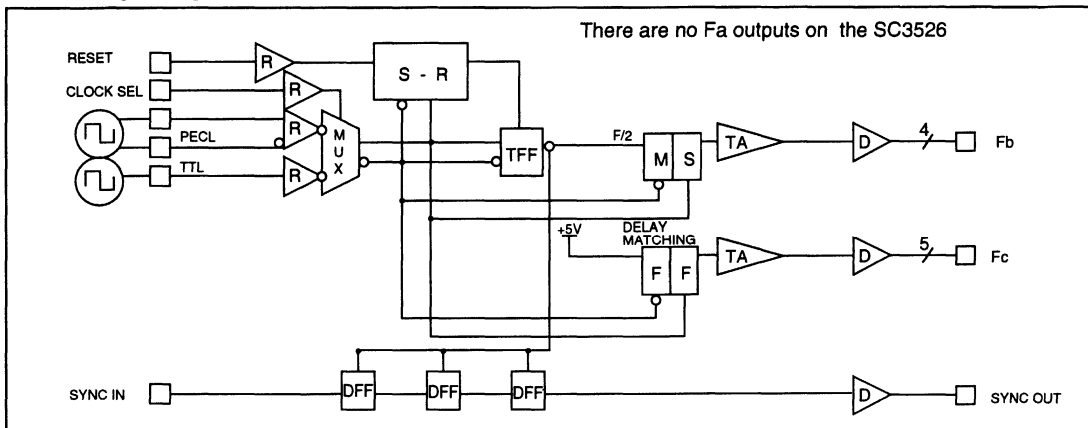 There are no Fa outputs on the SC3526
RESET
R
S - R
CLOCK SEL
R
PECL
R
MUX
TFF
F/2
M S
TA
D
4
Fb
TTL
R
+5V
DELAY
MATCHING
F F
TA
D
5
Fc
SYNC IN
DFF
DFF
DFF
D
SYNC OUT